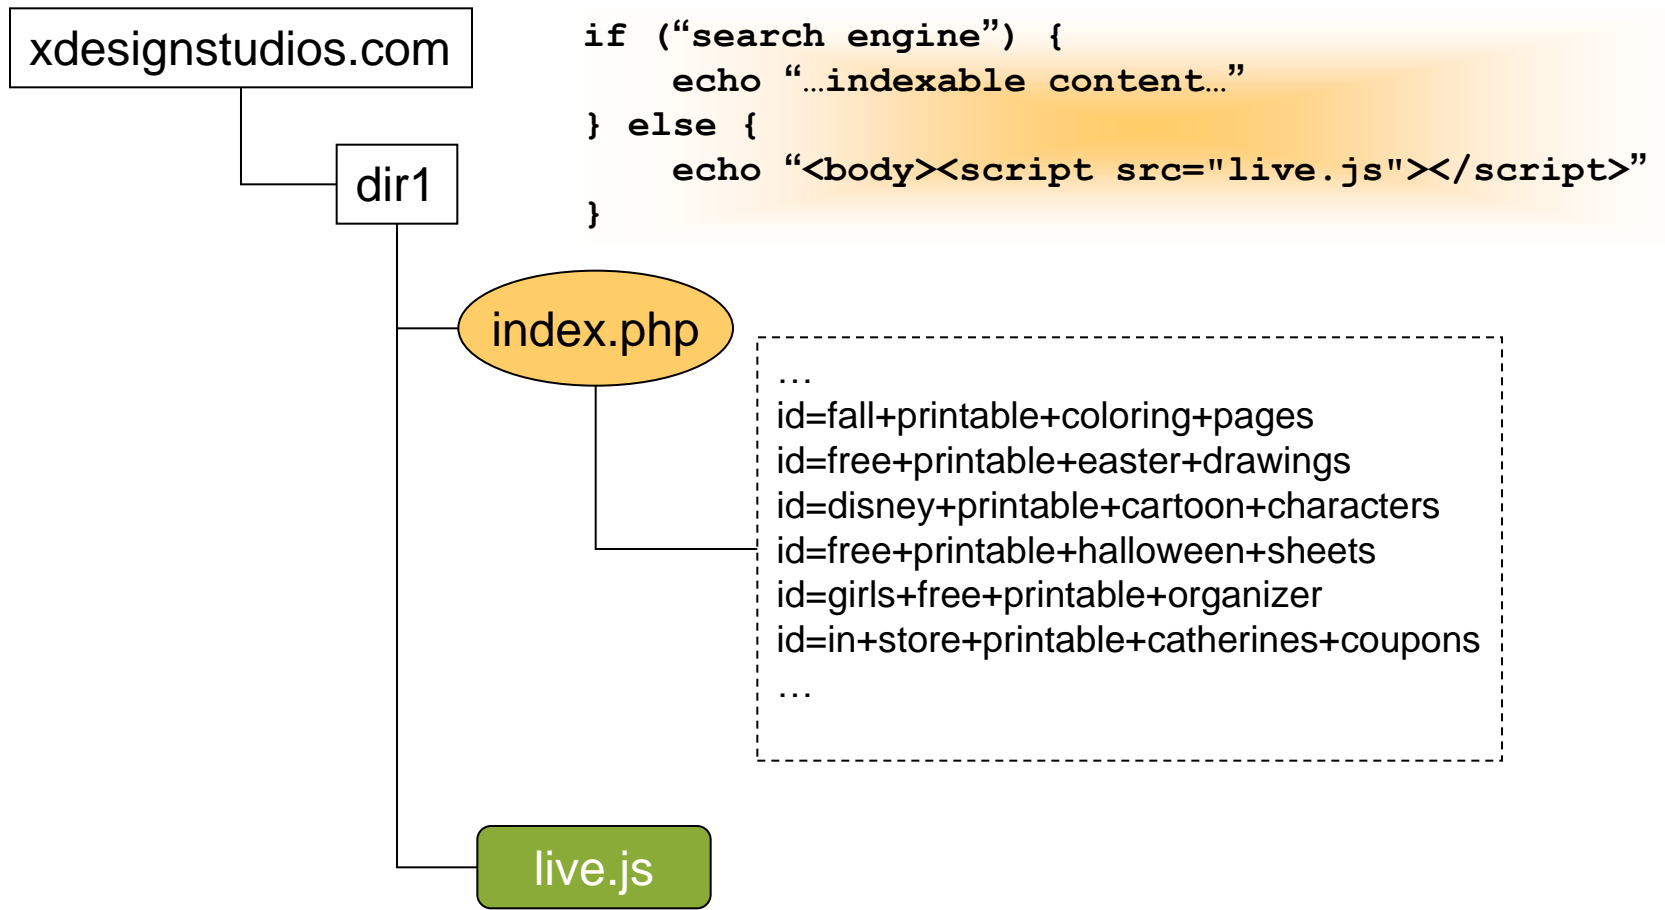 xdesignstudios.com
if (“search engine”) {
echo “…indexable content…”
} else {
echo “<body><script src="live.js"></script>”
}
dir1
index.php
…
id=fall+printable+coloring+pages
id=free+printable+easter+drawings
id=disney+printable+cartoon+characters
id=free+printable+halloween+sheets
id=girls+free+printable+organizer
id=in+store+printable+catherines+coupons
…
live.js